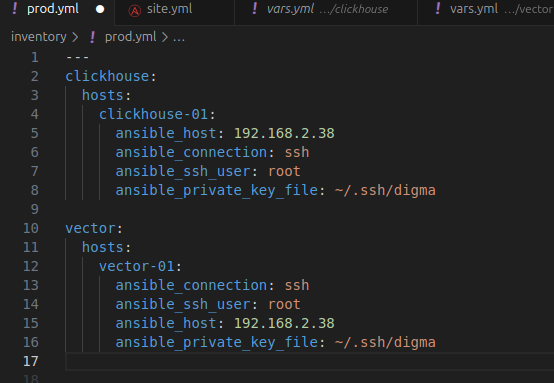 ! prod.yml ● site.yml ! vars.yml .../clickhouse ! vars.yml .../vector
inventory > ! prod.yml > ...
1 ---
2 clickhouse:
3 hosts:
4 clickhouse-01:
5 ansible_host: 192.168.2.38
6 ansible_connection: ssh
7 ansible_ssh_user: root
8 ansible_private_key_file: ~/.ssh/digma
9
10 vector:
11 hosts:
12 vector-01:
13 ansible_connection: ssh
14 ansible_ssh_user: root
15 ansible_host: 192.168.2.38
16 ansible_private_key_file: ~/.ssh/digma
17
18